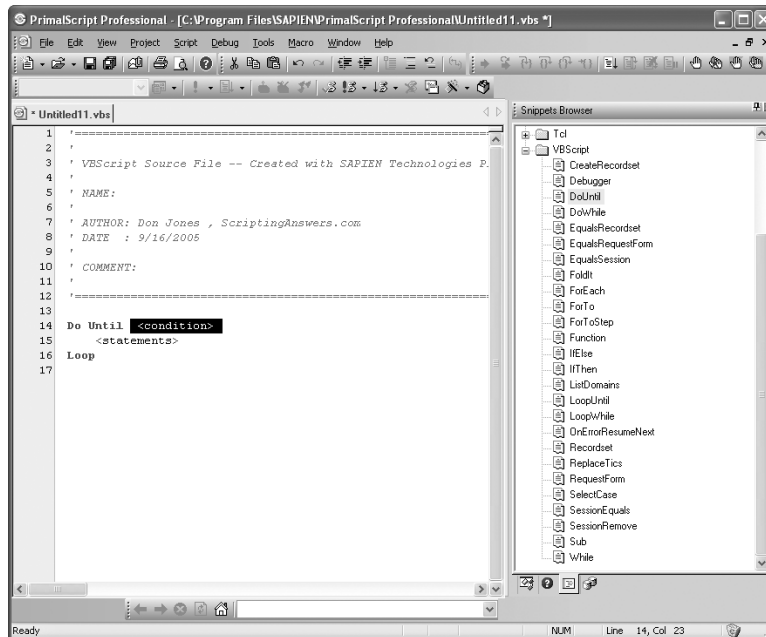 PrimalScript Professional - [C:\Program Files\SAPIEN\PrimalScript Professional\Untitled11.vbs *]
File Edit View Project Script Debug Tools Macro Window Help
* Untitled11.vbs
Snippets Browser
1 '=========================================================
2 '
3 ' VBScript Source File -- Created with SAPIEN Technologies P
4 '
5 ' NAME:
6 '
7 ' AUTHOR: Don Jones , ScriptingAnswers.com
8 ' DATE  : 9/16/2005
9 '
10 ' COMMENT:
11 '
12 '=========================================================
13
14 Do Until <condition>
15 <statements>
16 Loop
17
Tcl
VBScript
CreateRecordset
Debugger
DoUntil
DoWhile
EqualsRecordset
EqualsRequestForm
EqualsSession
FoldIt
ForEach
ForTo
ForToStep
Function
IfElse
IfThen
ListDomains
LoopUntil
LoopWhile
OnErrorResumeNext
Recordset
ReplaceTics
RequestForm
SelectCase
SessionEquals
SessionRemove
Sub
While
Ready NUM Line 14, Col 23